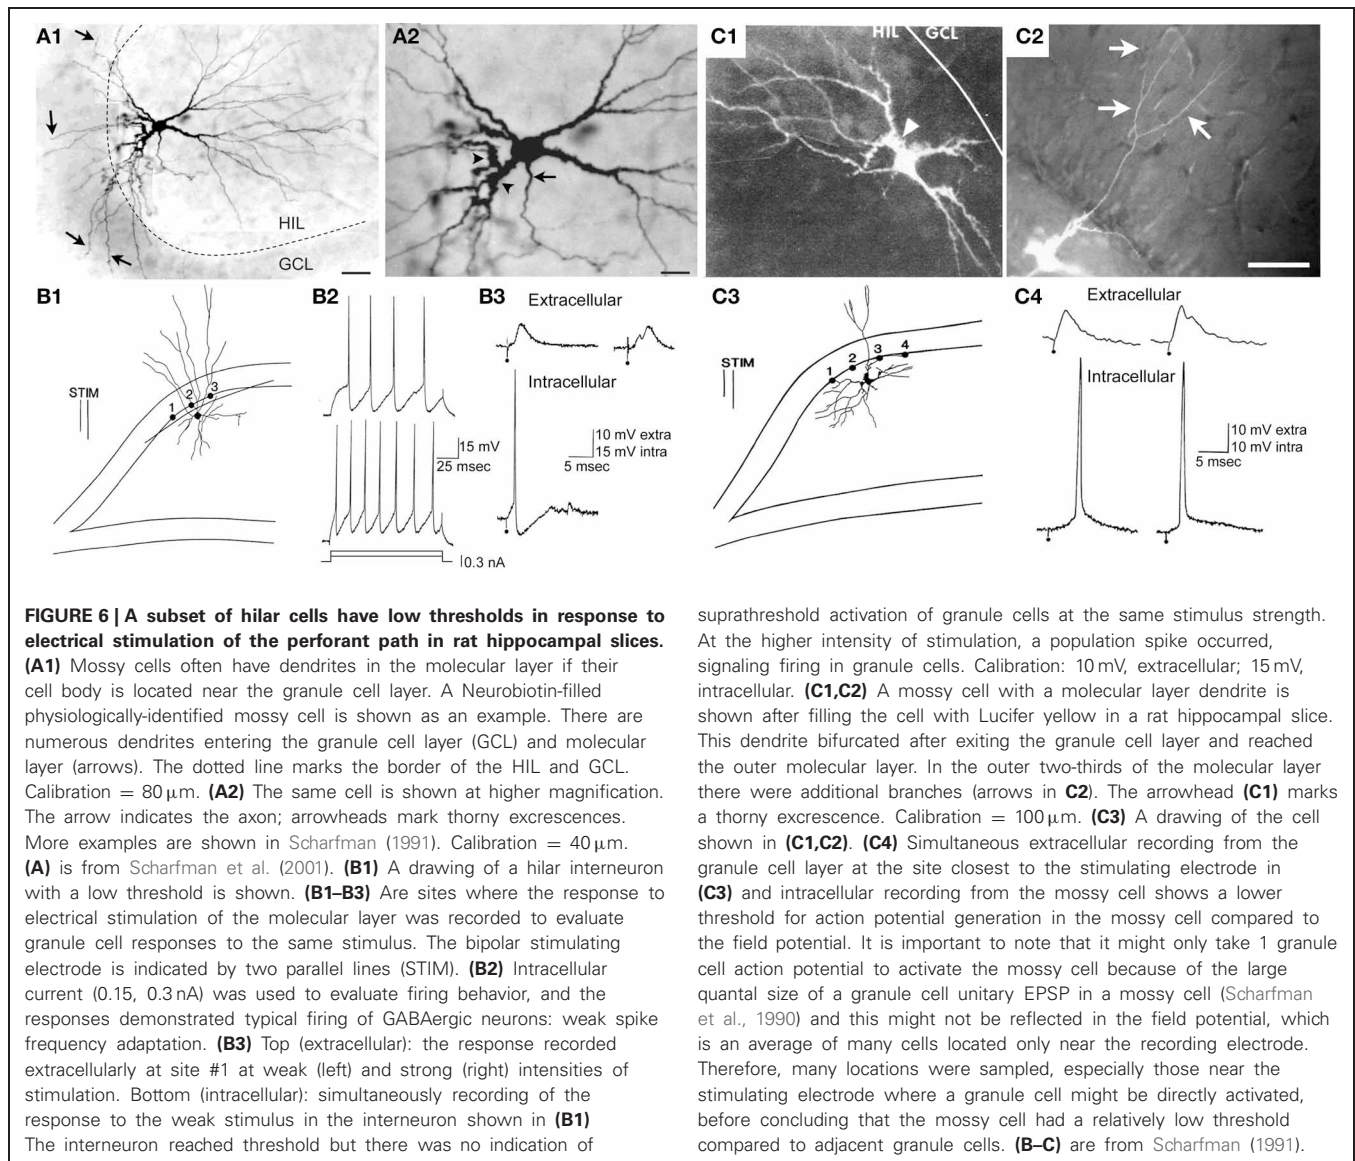 A1
A2
C1
HIL
GCL
C2
HIL
GCL
B1
B2
B3
C3
C4
Extracellular
Extracellular
STIM
1
2
3
STIM
1
2
3
4
Intracellular
Intracellular
15 mV
25 msec
10 mV extra
15 mV intra
5 msec
10 mV extra
10 mV intra
5 msec
0.3 nA
FIGURE 6 | A subset of hilar cells have low thresholds in response to
electrical stimulation of the perforant path in rat hippocampal slices.
(A1) Mossy cells often have dendrites in the molecular layer if their
cell body is located near the granule cell layer. A Neurobiotin-filled
physiologically-identified mossy cell is shown as an example. There are
numerous dendrites entering the granule cell layer (GCL) and molecular
layer (arrows). The dotted line marks the border of the HIL and GCL.
Calibration = 80 μm. (A2) The same cell is shown at higher magnification.
The arrow indicates the axon; arrowheads mark thorny excrescences.
More examples are shown in Scharfman (1991). Calibration = 40 μm.
(A) is from Scharfman et al. (2001). (B1) A drawing of a hilar interneuron
with a low threshold is shown. (B1–B3) Are sites where the response to
electrical stimulation of the molecular layer was recorded to evaluate
granule cell responses to the same stimulus. The bipolar stimulating
electrode is indicated by two parallel lines (STIM). (B2) Intracellular
current (0.15, 0.3 nA) was used to evaluate firing behavior, and the
responses demonstrated typical firing of GABAergic neurons: weak spike
frequency adaptation. (B3) Top (extracellular): the response recorded
extracellularly at site #1 at weak (left) and strong (right) intensities of
stimulation. Bottom (intracellular): simultaneously recording of the
response to the weak stimulus in the interneuron shown in (B1)
The interneuron reached threshold but there was no indication of
suprathreshold activation of granule cells at the same stimulus strength.
At the higher intensity of stimulation, a population spike occurred,
signaling firing in granule cells. Calibration: 10 mV, extracellular; 15 mV,
intracellular. (C1,C2) A mossy cell with a molecular layer dendrite is
shown after filling the cell with Lucifer yellow in a rat hippocampal slice.
This dendrite bifurcated after exiting the granule cell layer and reached
the outer molecular layer. In the outer two-thirds of the molecular layer
there were additional branches (arrows in C2). The arrowhead (C1) marks
a thorny excrescence. Calibration = 100 μm. (C3) A drawing of the cell
shown in (C1,C2). (C4) Simultaneous extracellular recording from the
granule cell layer at the site closest to the stimulating electrode in
(C3) and intracellular recording from the mossy cell shows a lower
threshold for action potential generation in the mossy cell compared to
the field potential. It is important to note that it might only take 1 granule
cell action potential to activate the mossy cell because of the large
quantal size of a granule cell unitary EPSP in a mossy cell (Scharfman
et al., 1990) and this might not be reflected in the field potential, which
is an average of many cells located only near the recording electrode.
Therefore, many locations were sampled, especially those near the
stimulating electrode where a granule cell might be directly activated,
before concluding that the mossy cell had a relatively low threshold
compared to adjacent granule cells. (B–C) are from Scharfman (1991).